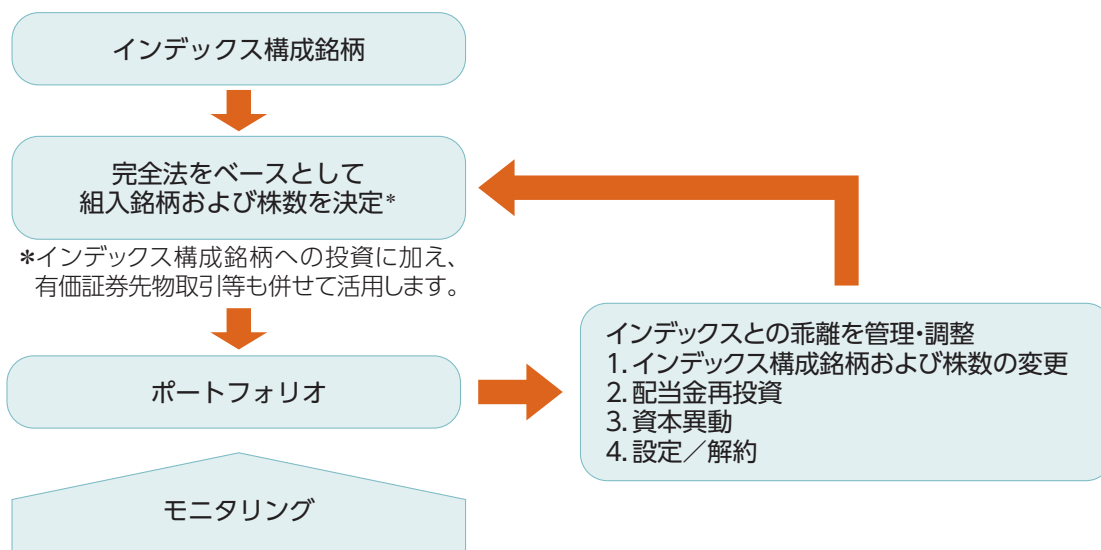 インデックス構成銘柄
完全法をベースとして
組入銘柄および株数を決定*
*インデックス構成銘柄への投資に加え、
有価証券先物取引等も併せて活用します。
ポートフォリオ
インデックスとの乖離を管理・調整
1.インデックス構成銘柄および株数の変更
2.配当金再投資
3.資本異動
4.設定／解約
モニタリング